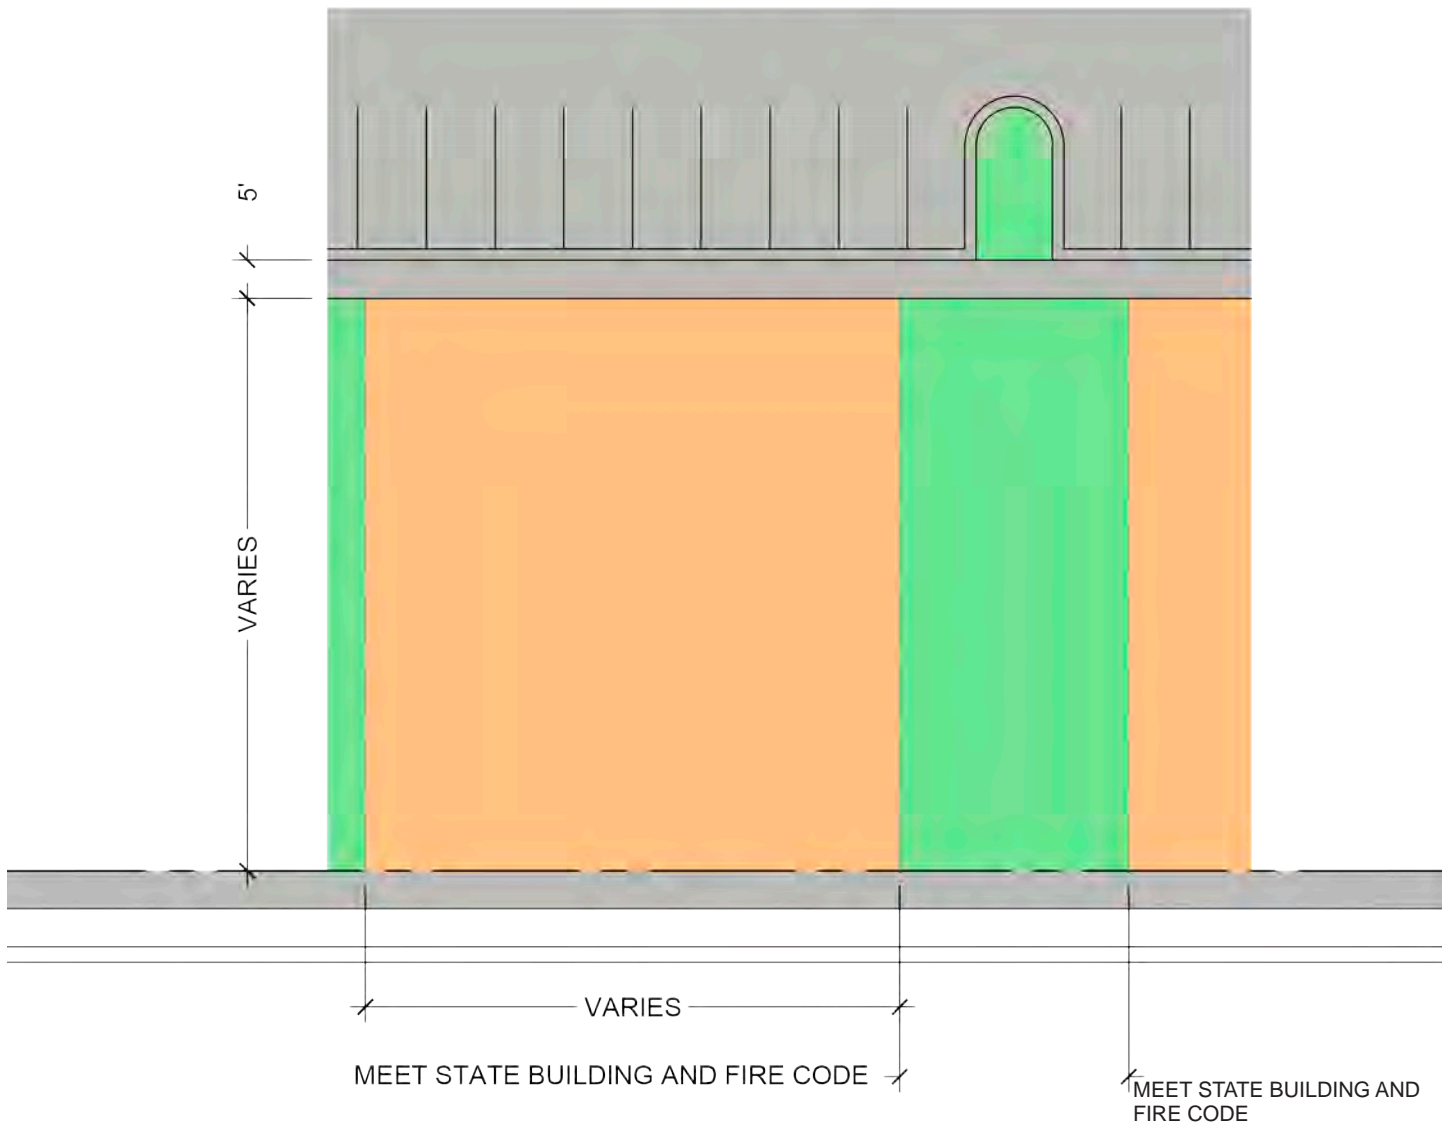 5'
VARIES
VARIES
MEET STATE BUILDING AND FIRE CODE
MEET STATE BUILDING AND
FIRE CODE